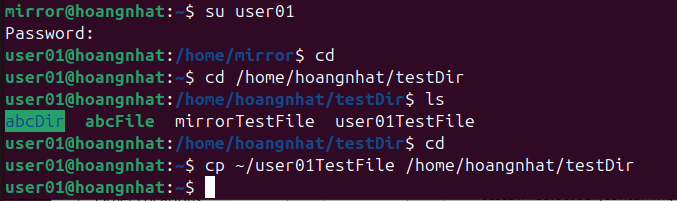 mirror@hoangnhat:~$ su user01
Password:
user01@hoangnhat:/home/mirror$ cd
user01@hoangnhat:~$ cd /home/hoangnhat/testDir
user01@hoangnhat:/home/hoangnhat/testDir$ ls
abcDir  abcFile  mirrorTestFile  user01TestFile
user01@hoangnhat:/home/hoangnhat/testDir$ cd
user01@hoangnhat:~$ cp ~/user01TestFile /home/hoangnhat/testDir
user01@hoangnhat:~$